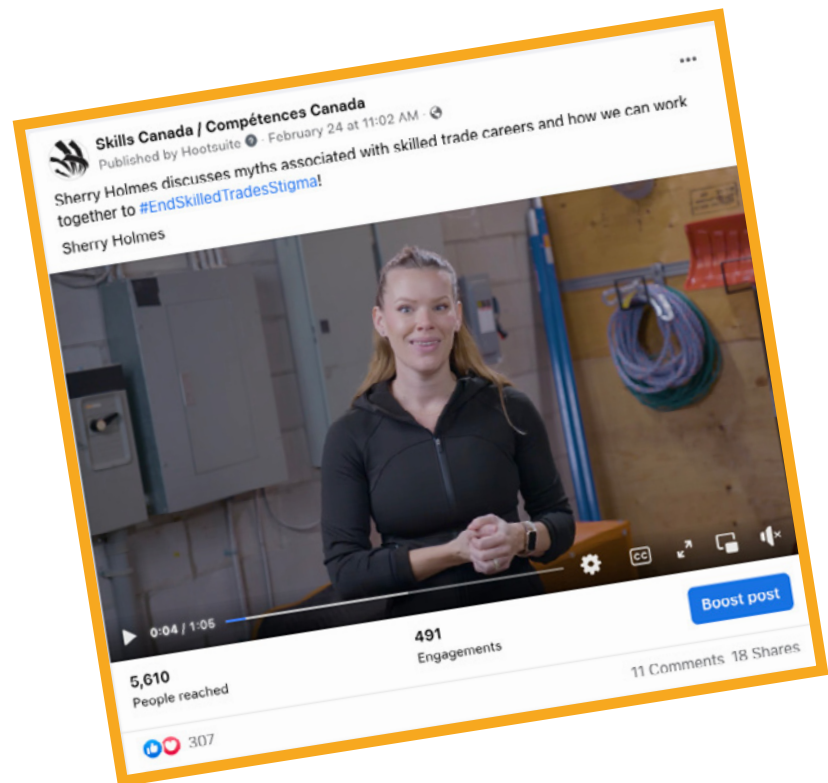 Skills Canada / Compétences Canada
Published by Hootsuite · February 24 at 11:02 AM ·
Sherry Holmes discusses myths associated with skilled trade careers and how we can work
together to #EndSkilledTradesStigma!
Sherry Holmes
0:04 / 1:05
CC
5,610
People reached
491
Engagements
Boost post
11 Comments 18 Shares
307